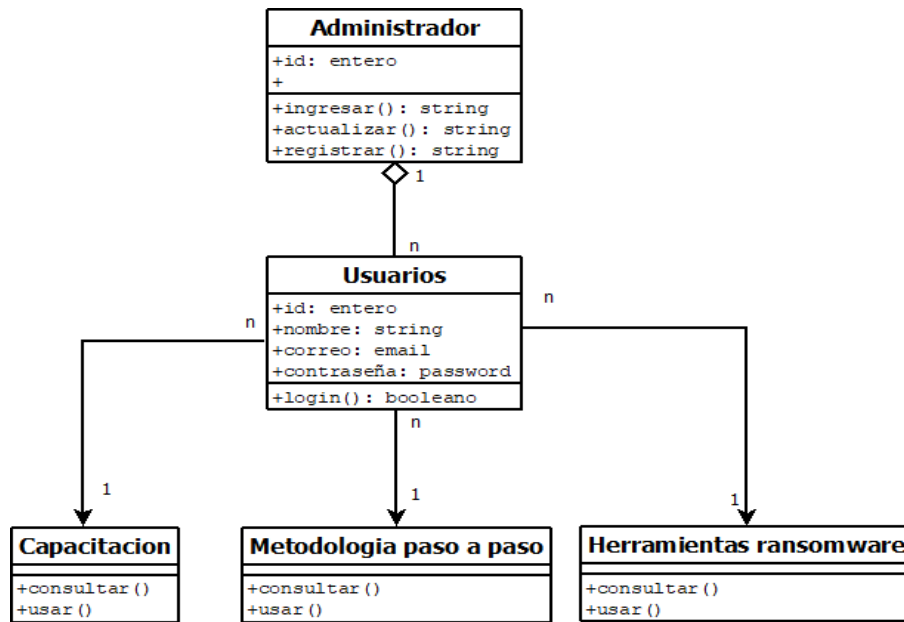 Administrador
+id: entero
+
+ingresar(): string
+actualizar(): string
+registrar(): string
1
n
Usuarios
+id: entero
+nombre: string
+correo: email
+contraseña: password
+login(): booleano
n
n
n
1
1
1
Capacitacion
+consultar()
+usar()
Metodologia paso a paso
+consultar()
+usar()
Herramientas ransomware
+consultar()
+usar()